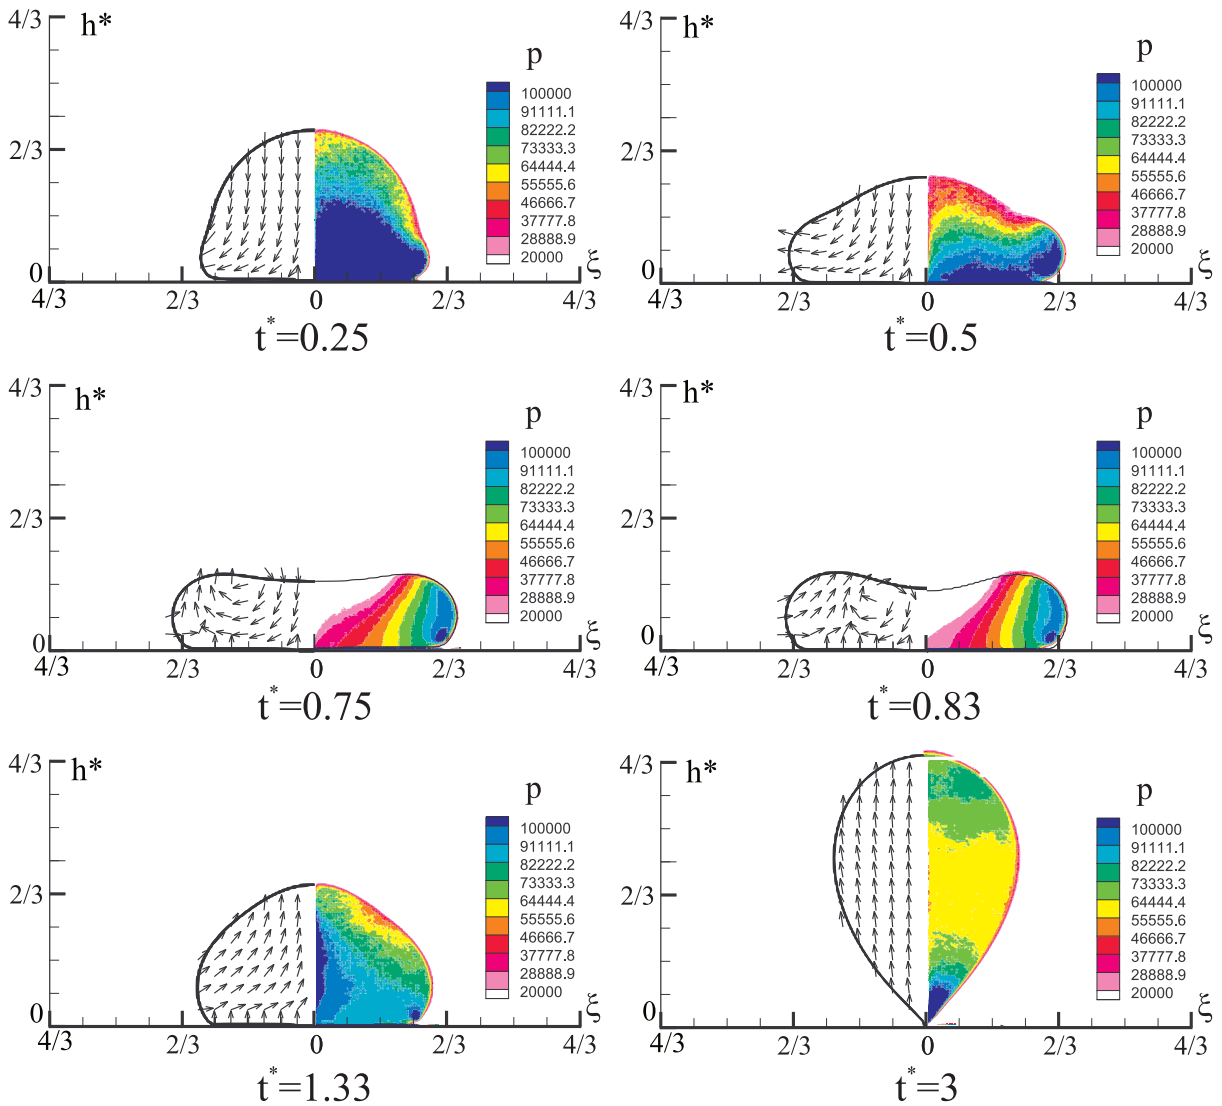 4/3 h*
p
100000
91111.1
82222.2
73333.3
64444.4
55555.6
46666.7
37777.8
28888.9
20000
2/3
0 ξ
4/3 2/3 0 2/3 4/3
t*=0.25
4/3 h*
p
100000
91111.1
82222.2
73333.3
64444.4
55555.6
46666.7
37777.8
28888.9
20000
2/3
0 ξ
4/3 2/3 0 2/3 4/3
t*=0.5
4/3 h*
p
100000
91111.1
82222.2
73333.3
64444.4
55555.6
46666.7
37777.8
28888.9
20000
2/3
0 ξ
4/3 2/3 0 2/3 4/3
t*=0.75
4/3 h*
p
100000
91111.1
82222.2
73333.3
64444.4
55555.6
46666.7
37777.8
28888.9
20000
2/3
0 ξ
4/3 2/3 0 2/3 4/3
t*=0.83
4/3 h*
p
100000
91111.1
82222.2
73333.3
64444.4
55555.6
46666.7
37777.8
28888.9
20000
2/3
0 ξ
4/3 2/3 0 2/3 4/3
t*=1.33
4/3 h*
p
100000
91111.1
82222.2
73333.3
64444.4
55555.6
46666.7
37777.8
28888.9
20000
2/3
0 ξ
4/3 2/3 0 2/3 4/3
t*=3